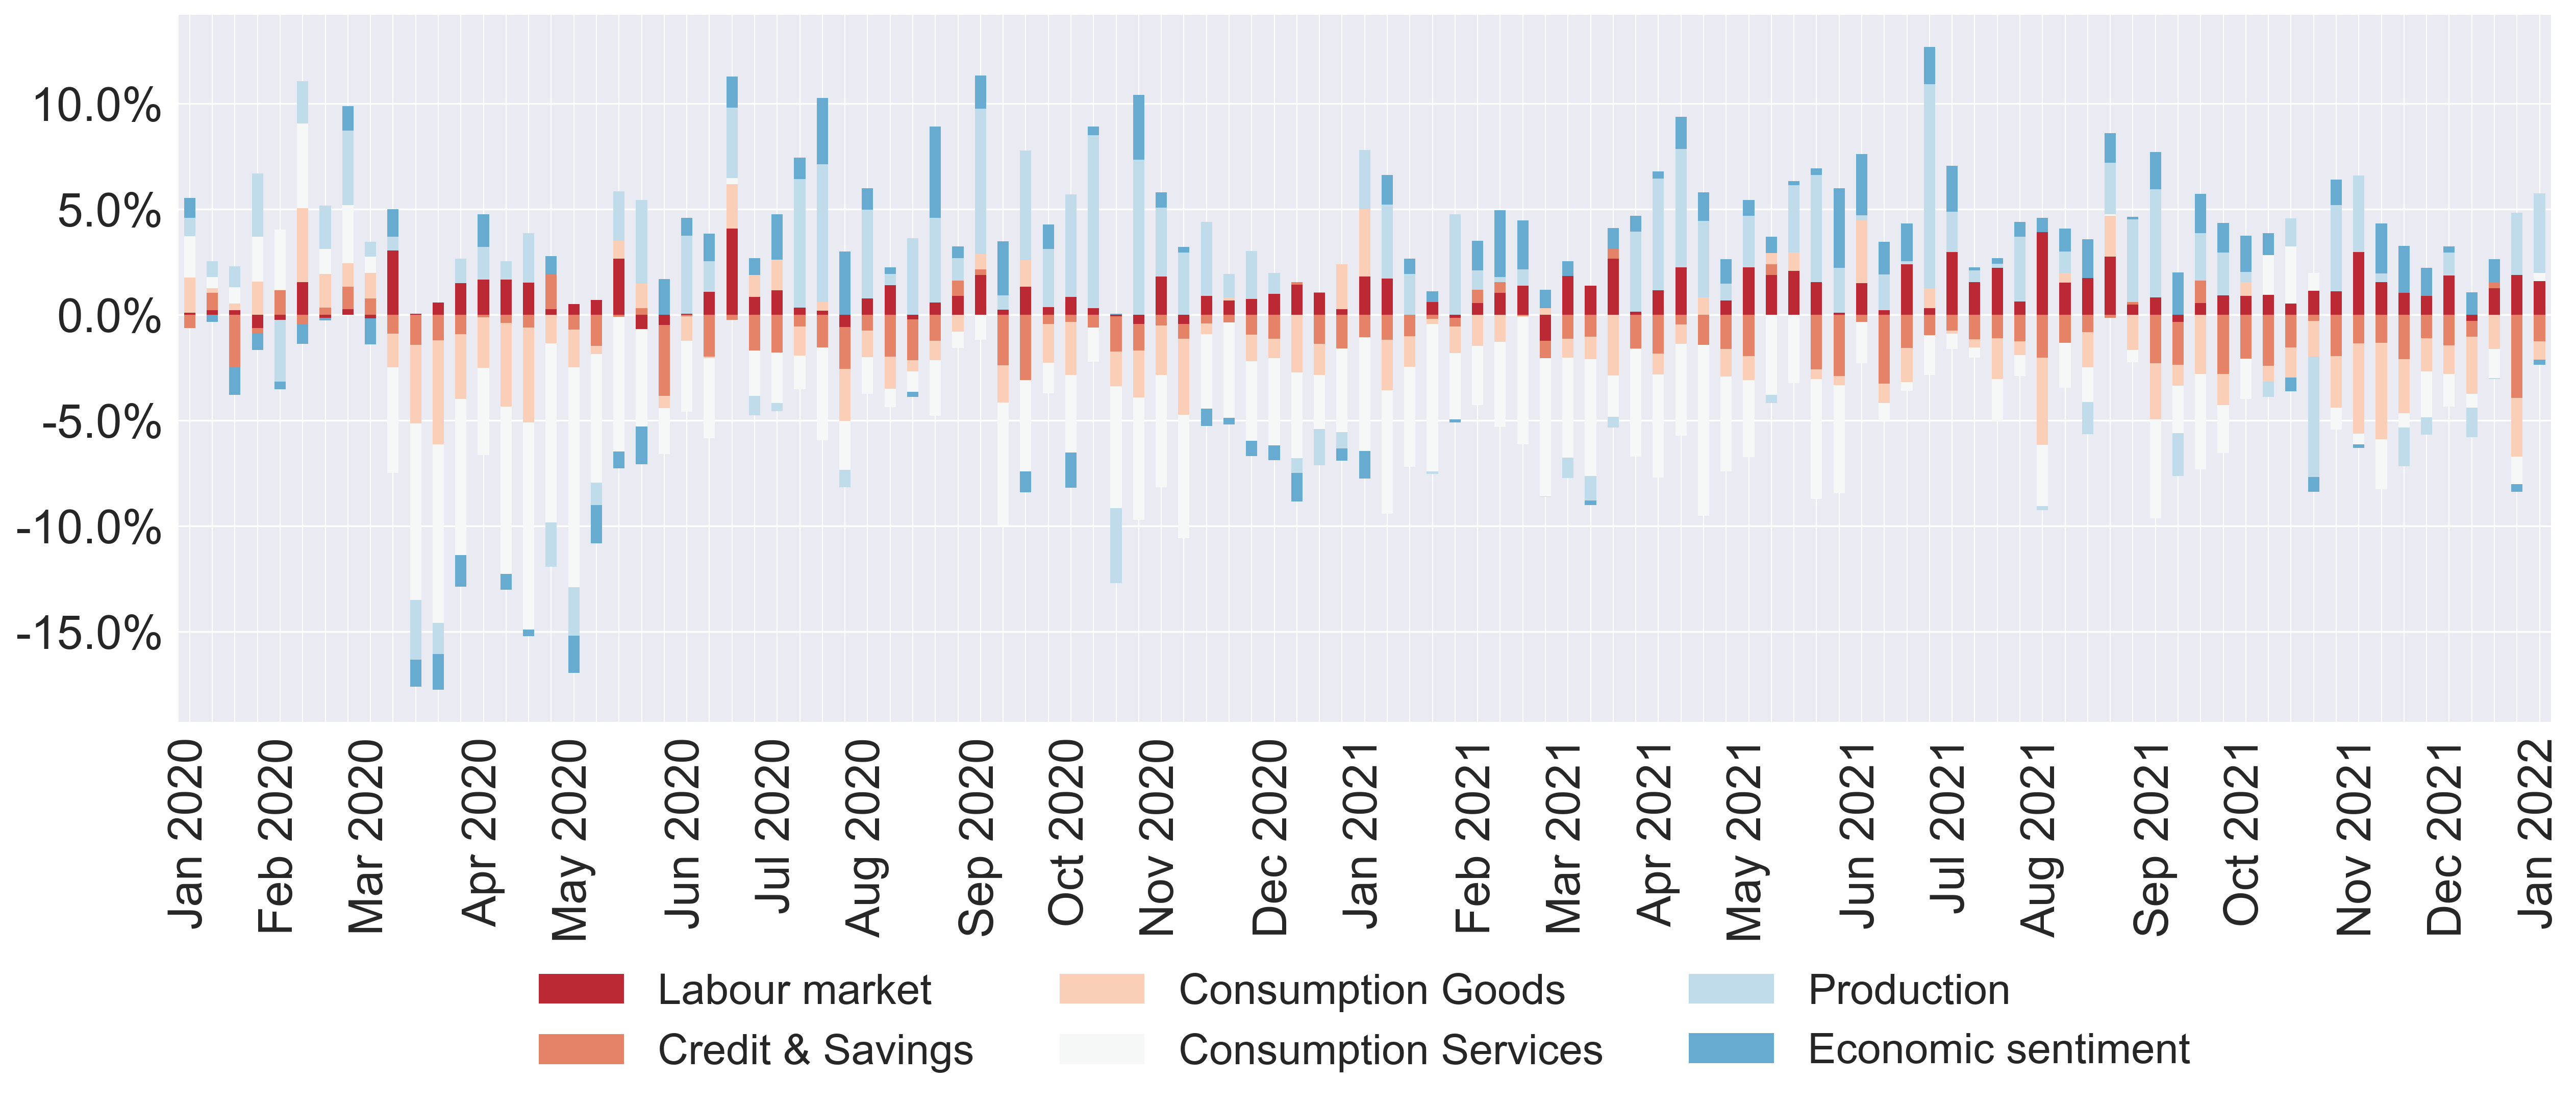 10.0%
5.0%
0.0%
-5.0%
-10.0%
-15.0%
Jan 2020
Feb 2020
Mar 2020
Apr 2020
May 2020
Jun 2020
Jul 2020
Aug 2020
Sep 2020
Oct 2020
Nov 2020
Dec 2020
Jan 2021
Feb 2021
Mar 2021
Apr 2021
May 2021
Jun 2021
Jul 2021
Aug 2021
Sep 2021
Oct 2021
Nov 2021
Dec 2021
Jan 2022
Labour market
Consumption Goods
Production
Credit & Savings
Consumption Services
Economic sentiment